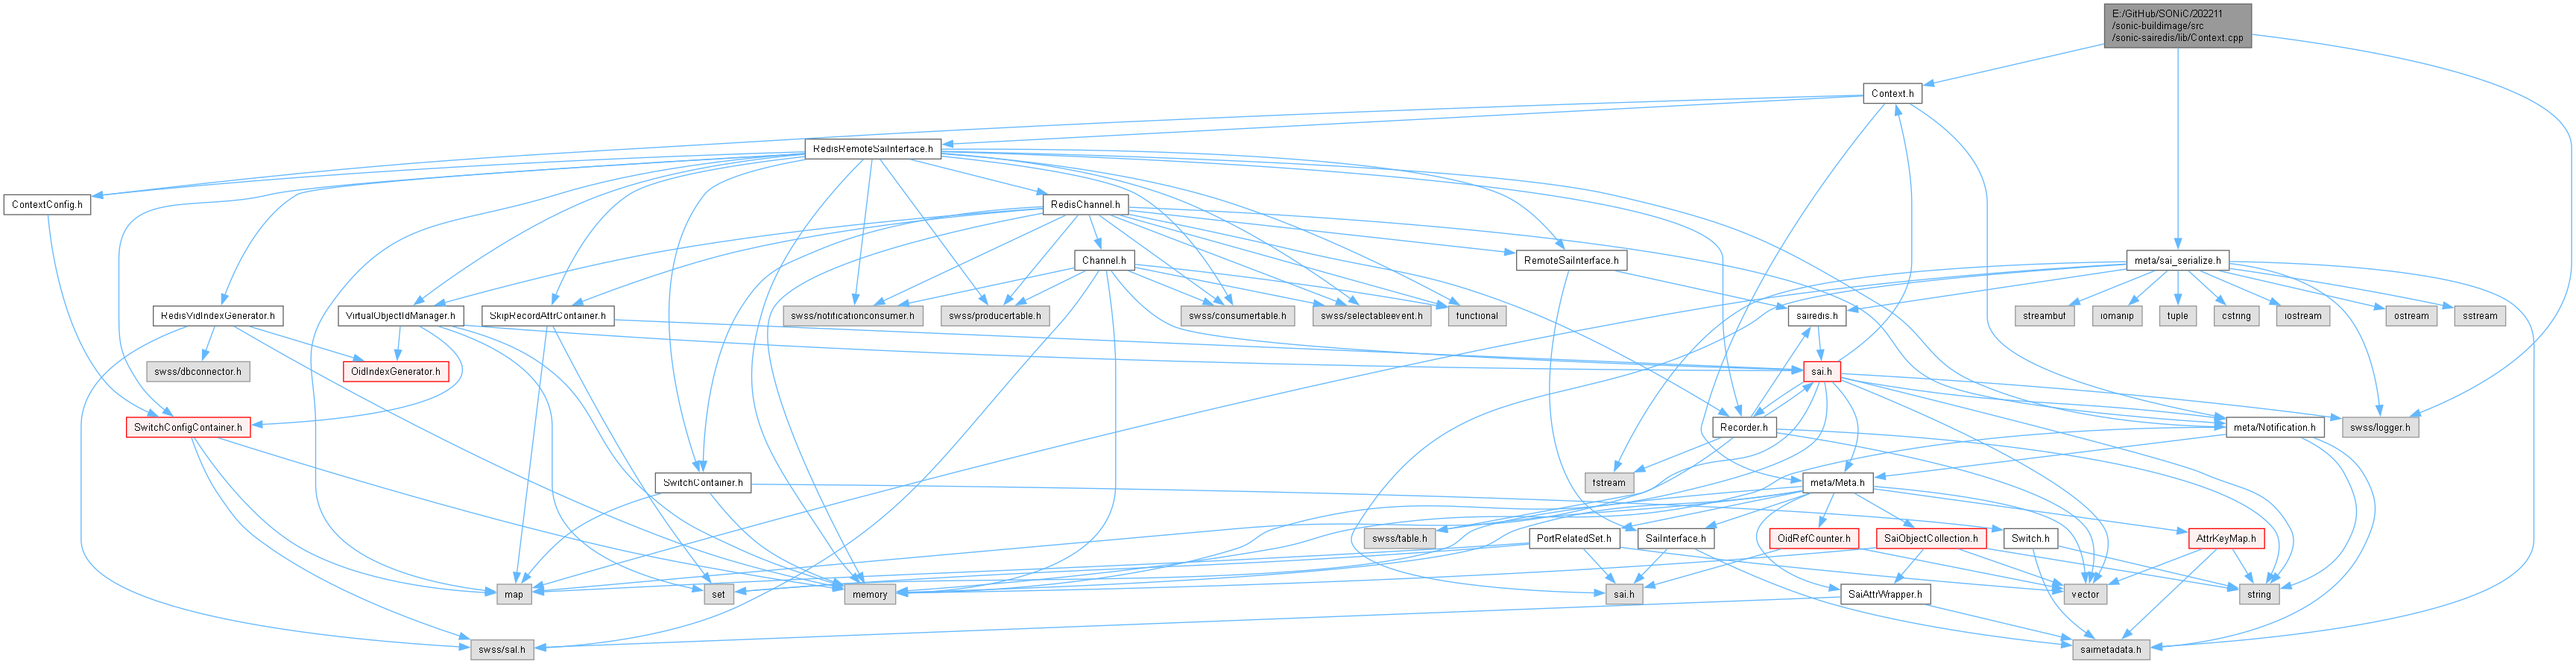 E:/GitHub/SONiC/202211
/sonic-buildimage/src
/sonic-sairedis/lib/Context.cpp
Context.h
RedisRemoteSaiInterface.h
ContextConfig.h
RedisChannel.h
Channel.h
RemoteSaiInterface.h
meta/sai_serialize.h
RedisVidIndexGenerator.h
VirtualObjectIdManager.h
SkipRecordAttrContainer.h
swss/notificationconsumer.h
swss/producertable.h
swss/consumertable.h
swss/selectableevent.h
functional
sairedis.h
streambuf
iomanip
tuple
cstring
iostream
ostream
sstream
swss/dbconnector.h
OidIndexGenerator.h
sai.h
SwitchConfigContainer.h
Recorder.h
meta/Notification.h
swss/logger.h
SwitchContainer.h
fstream
meta/Meta.h
swss/table.h
PortRelatedSet.h
SaiInterface.h
OidRefCounter.h
SaiObjectCollection.h
Switch.h
AttrKeyMap.h
map
set
memory
sai.h
SaiAttrWrapper.h
vector
string
swss/sal.h
saimetadata.h